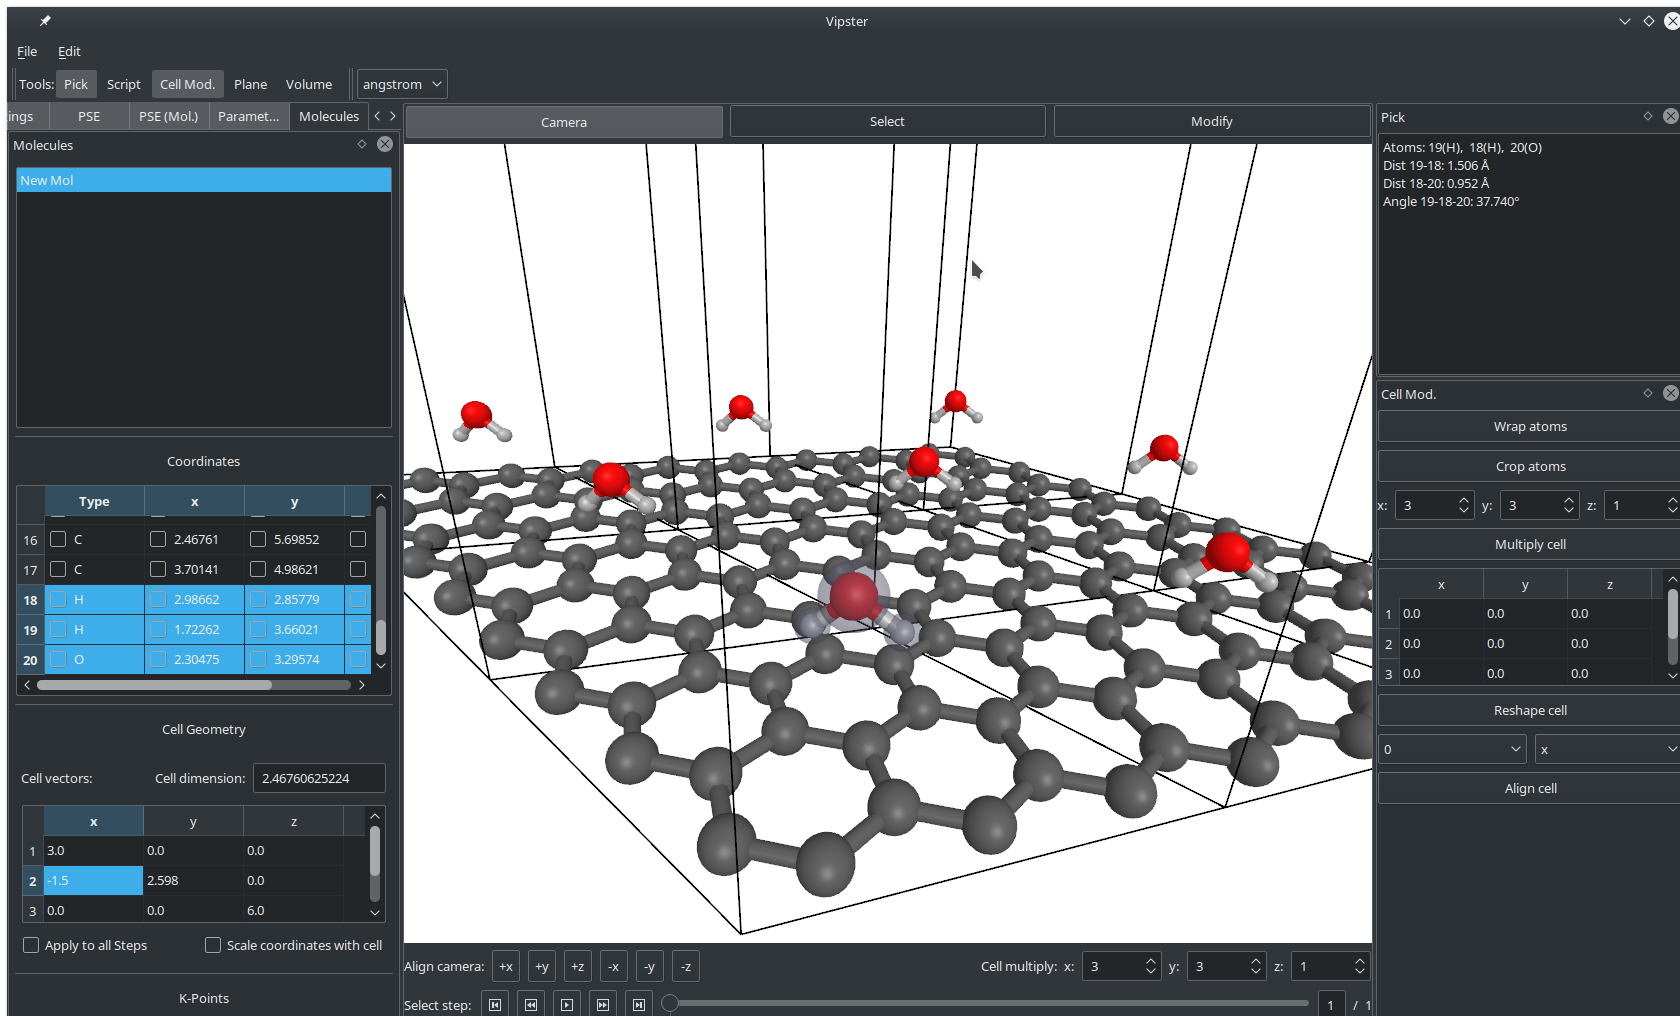 Vipster
File Edit
Tools: Pick Script Cell Mod. Plane Volume angstrom
ings PSE PSE (Mol.) Paramet... Molecules
Molecules
New Mol
Coordinates
Type x y
16 C 2.46761 5.69852
17 C 3.70141 4.98621
18 H 2.98662 2.85779
19 H 1.72262 3.66021
20 O 2.30475 3.29574
Cell Geometry
Cell vectors: Cell dimension: 2.46760625224
x y z
1 3.0 0.0 0.0
2 -1.5 2.598 0.0
3 0.0 0.0 6.0
Apply to all Steps Scale coordinates with cell
K-Points
Camera Select Modify
Align camera: +x +y +z -x -y -z Cell multiply: x: 3 y: 3 z: 1
Select step: 1 / 1
Pick
Atoms: 19(H), 18(H), 20(O)
Dist 19-18: 1.506 Å
Dist 18-20: 0.952 Å
Angle 19-18-20: 37.740°
Cell Mod.
Wrap atoms
Crop atoms
x: 3 y: 3 z: 1
Multiply cell
x y z
1 0.0 0.0 0.0
2 0.0 0.0 0.0
3 0.0 0.0 0.0
Reshape cell
0 x
Align cell